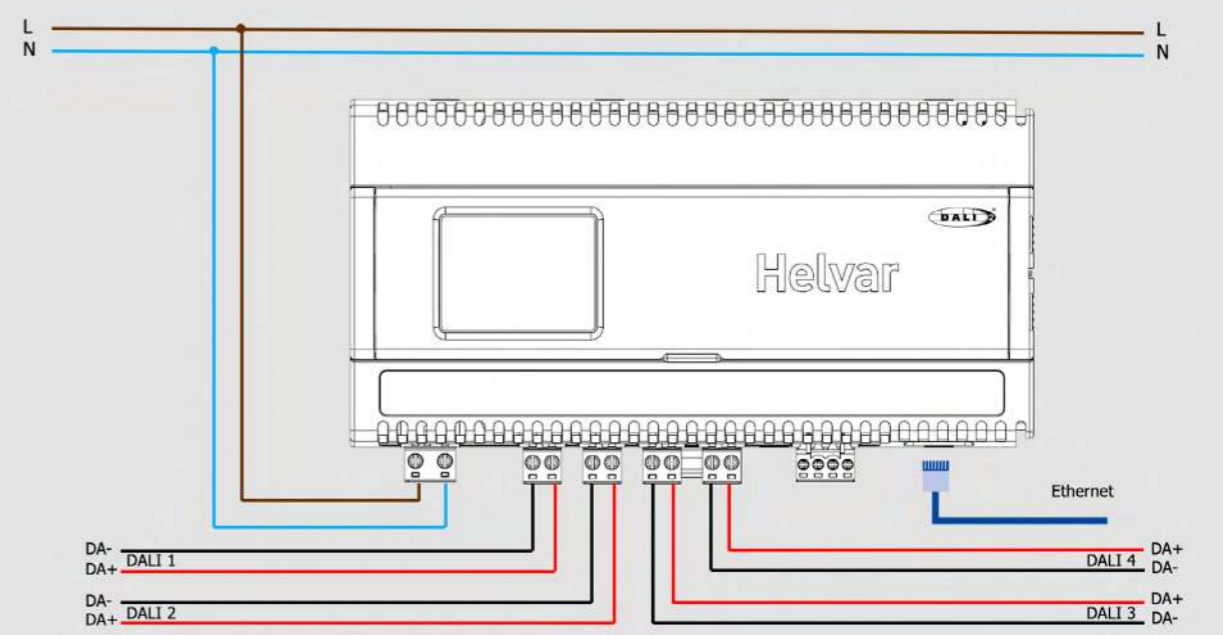 L
L
N
N
DALI 2
Helvar
Ethernet
DA-
DALI 1
DA+
DA+
DALI 4
DA-
DA-
DALI 2
DA+
DA+
DALI 3
DA-